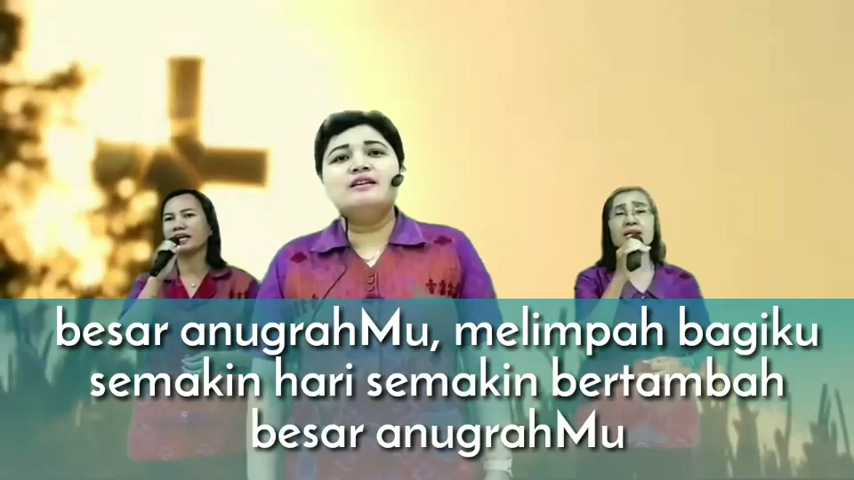 besar anugrahMu, melimpah bagiku
semakin hari semakin bertambah
besar anugrahMu